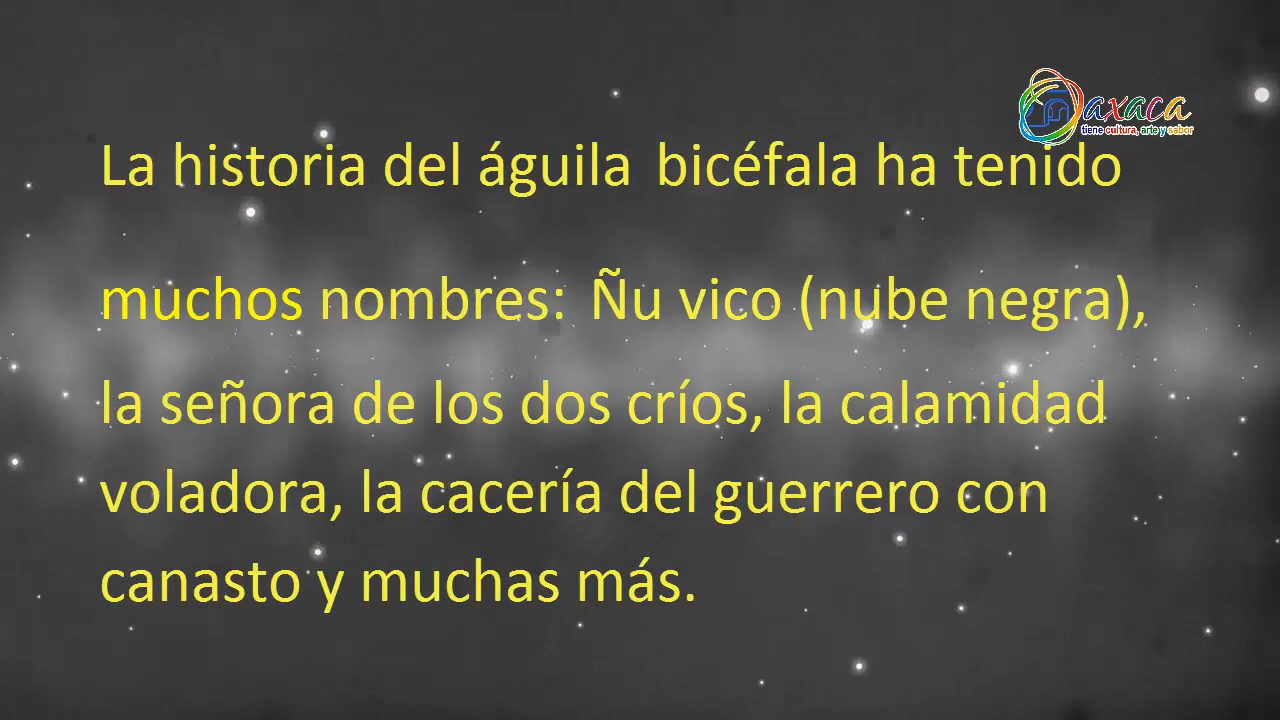 Oaxaca
tiene cultura, arte y sabor
La historia del águila bicéfala ha tenido
muchos nombres: Ñu vico (nube negra),
la señora de los dos críos, la calamidad
voladora, la cacería del guerrero con
canasto y muchas más.